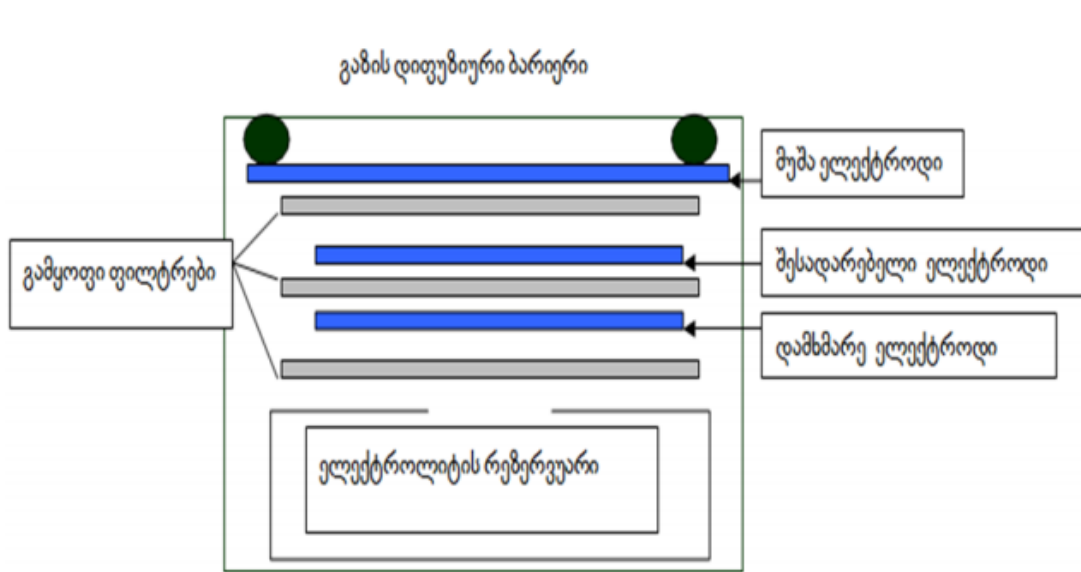 გაზის დიფუზიური ბარიერი
მუშა ელექტროდი
გამყოფი ფილტრები
შესადარებელი ელექტროდი
დამხმარე ელექტროდი
ელექტროლიტის რეზერვუარი